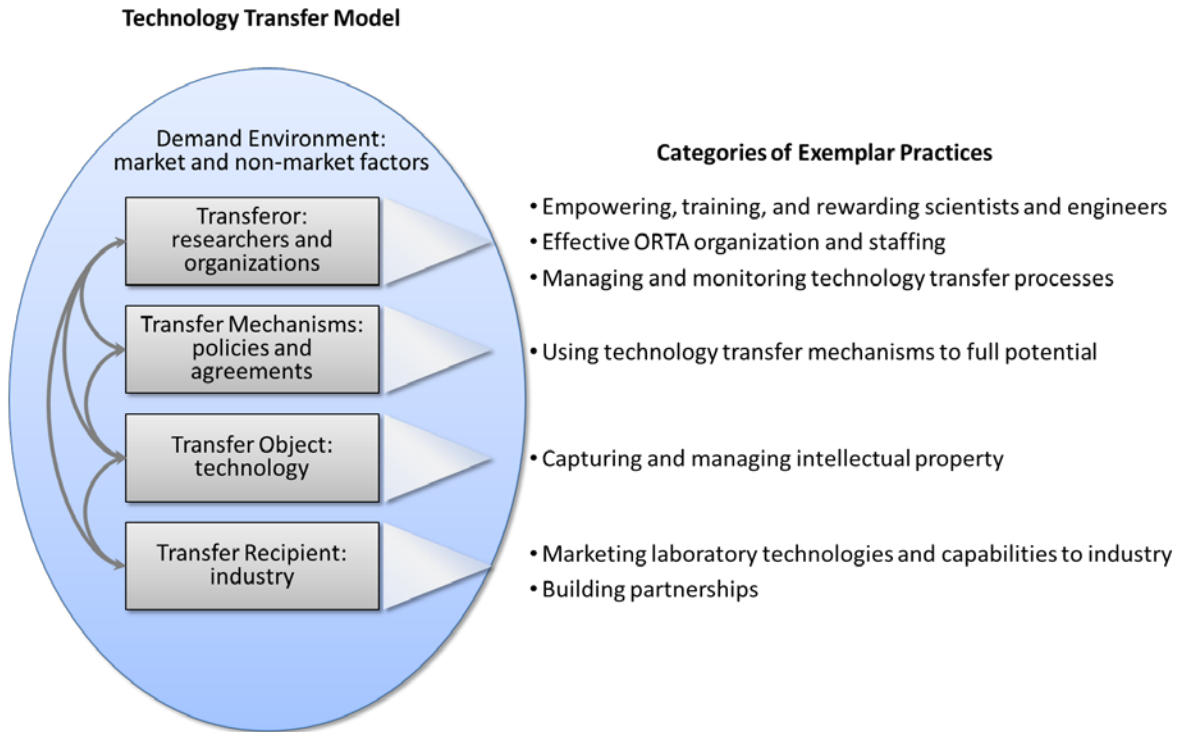 Technology Transfer Model
Demand Environment:
market and non-market factors
Categories of Exemplar Practices
Transferor:
researchers and
organizations
• Empowering, training, and rewarding scientists and engineers
• Effective ORTA organization and staffing
• Managing and monitoring technology transfer processes
Transfer Mechanisms:
policies and
agreements
• Using technology transfer mechanisms to full potential
Transfer Object:
technology
• Capturing and managing intellectual property
Transfer Recipient:
industry
• Marketing laboratory technologies and capabilities to industry
• Building partnerships